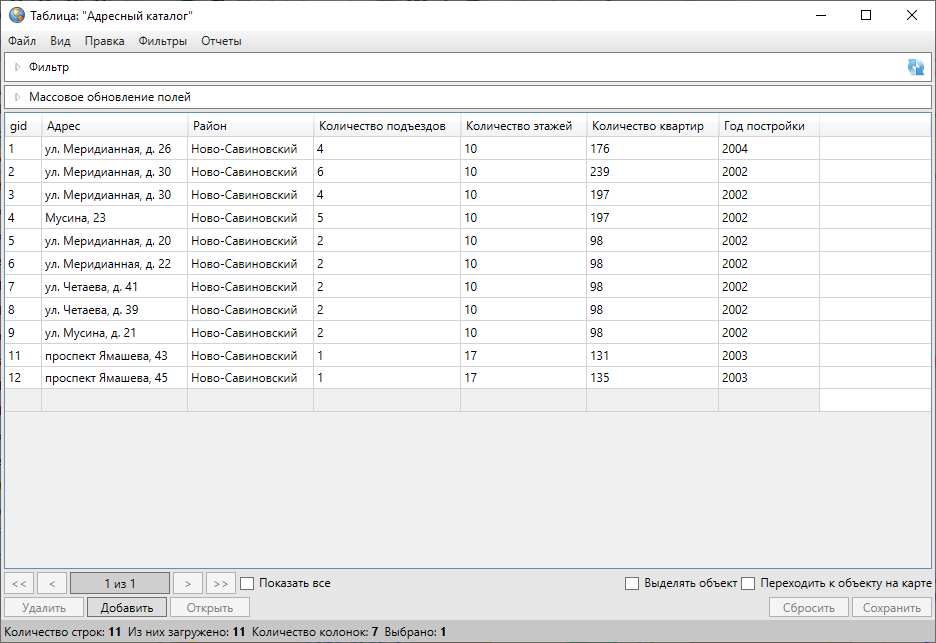 Таблица: "Адресный каталог"
Файл Вид Правка Фильтры Отчеты
Фильтр
Массовое обновление полей
gid Адрес Район Количество подъездов Количество этажей Количество квартир Год постройки
1 ул. Меридианная, д. 26 Ново-Савиновский 4 10 176 2004
2 ул. Меридианная, д. 30 Ново-Савиновский 6 10 239 2002
3 ул. Меридианная, д. 30 Ново-Савиновский 4 10 197 2002
4 Мусина, 23 Ново-Савиновский 5 10 197 2002
5 ул. Меридианная, д. 20 Ново-Савиновский 2 10 98 2002
6 ул. Меридианная, д. 22 Ново-Савиновский 2 10 98 2002
7 ул. Четаева, д. 41 Ново-Савиновский 2 10 98 2002
8 ул. Четаева, д. 39 Ново-Савиновский 2 10 98 2002
9 ул. Мусина, д. 21 Ново-Савиновский 2 10 98 2002
11 проспект Ямашева, 43 Ново-Савиновский 1 17 131 2003
12 проспект Ямашева, 45 Ново-Савиновский 1 17 135 2003
<< < 1 из 1 > >> Показать все Выделять объект Переходить к объекту на карте
Удалить Добавить Открыть Сбросить Сохранить
Количество строк: 11 Из них загружено: 11 Количество колонок: 7 Выбрано: 1